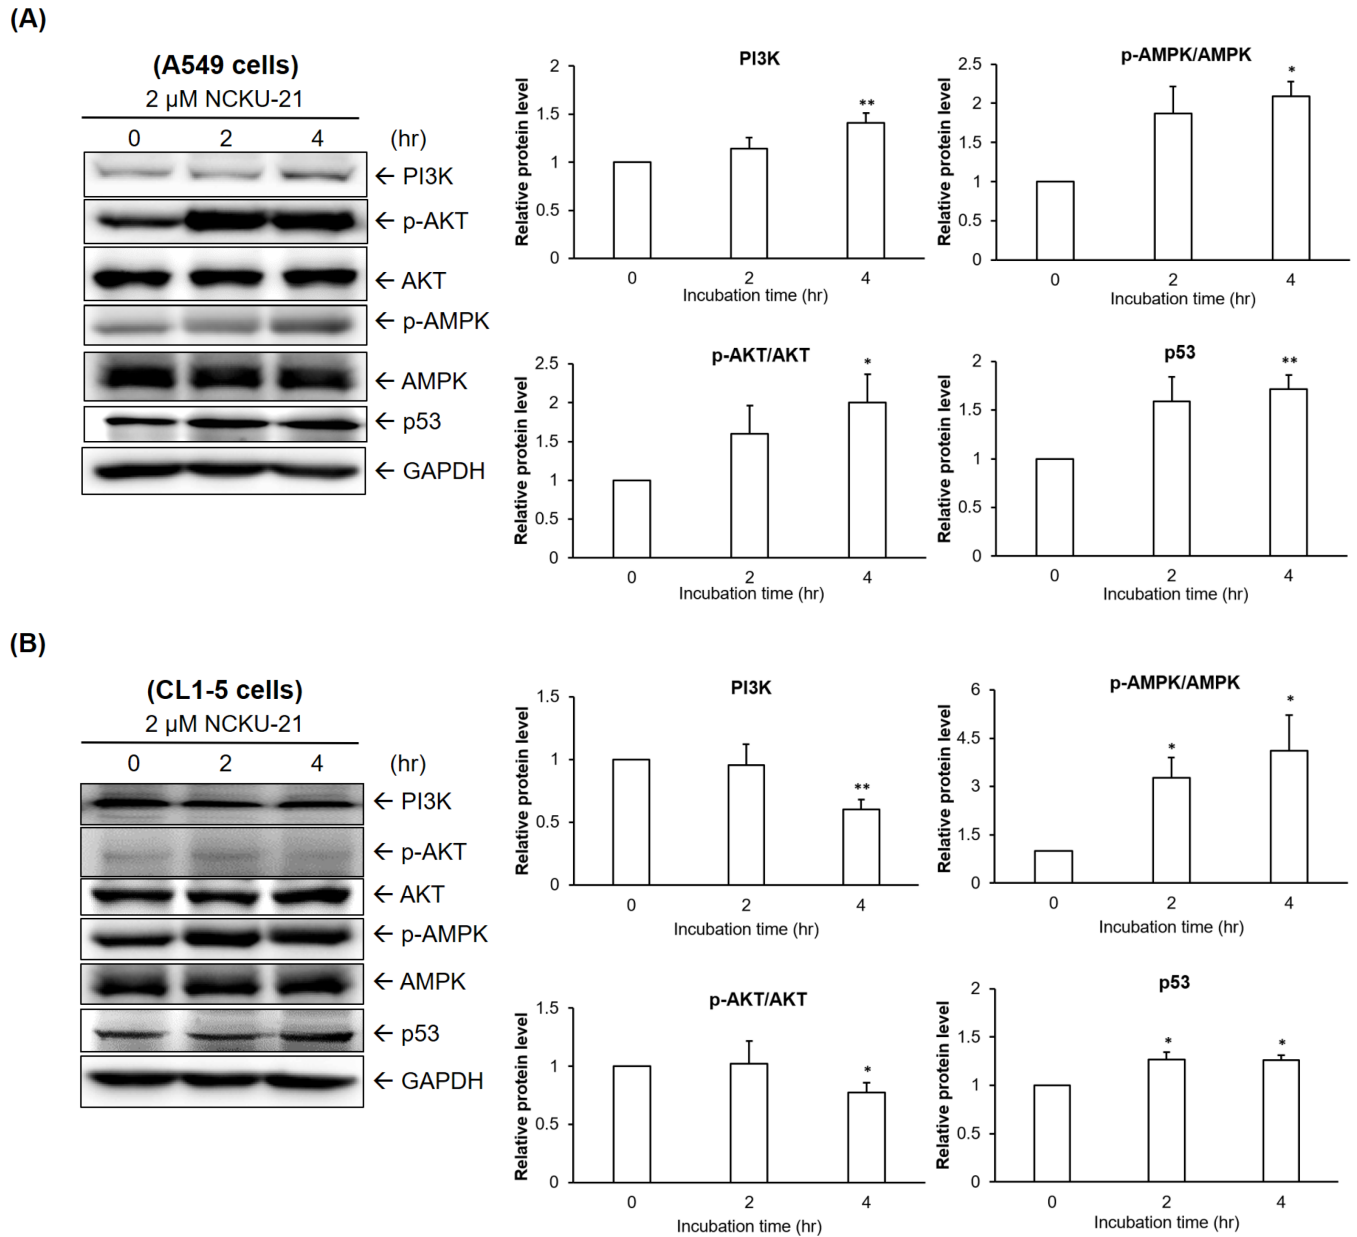 (A)
(A549 cells)
2 µM NCKU-21
0 2 4 (hr)
← PI3K
← p-AKT
← AKT
← p-AMPK
← AMPK
← p53
← GAPDH
PI3K
Relative protein level
2
1.5
1
0.5
0
**
0 2 4
Incubation time (hr)
p-AMPK/AMPK
Relative protein level
2.5
2
1.5
1
0.5
0
*
0 2 4
Incubation time (hr)
p-AKT/AKT
Relative protein level
2.5
2
1.5
1
0.5
0
*
0 2 4
Incubation time (hr)
p53
Relative protein level
2
1.5
1
0.5
0
**
0 2 4
Incubation time (hr)
(B)
(CL1-5 cells)
2 µM NCKU-21
0 2 4 (hr)
← PI3K
← p-AKT
← AKT
← p-AMPK
← AMPK
← p53
← GAPDH
PI3K
Relative protein level
1.5
1
0.5
0
**
0 2 4
Incubation time (hr)
p-AMPK/AMPK
Relative protein level
6
4.5
3
1.5
0
* *
0 2 4
Incubation time (hr)
p-AKT/AKT
Relative protein level
1.5
1
0.5
0
*
0 2 4
Incubation time (hr)
p53
Relative protein level
2
1.5
1
0.5
0
* *
0 2 4
Incubation time (hr)